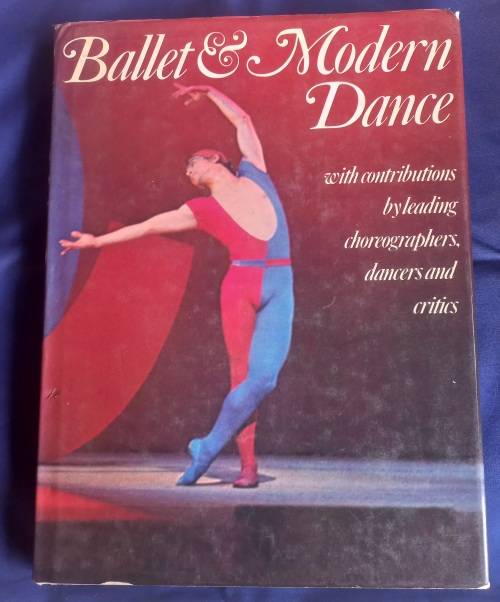 Ballet & Modern
Dance
with contributions
by leading
choreographers,
dancers and
critics